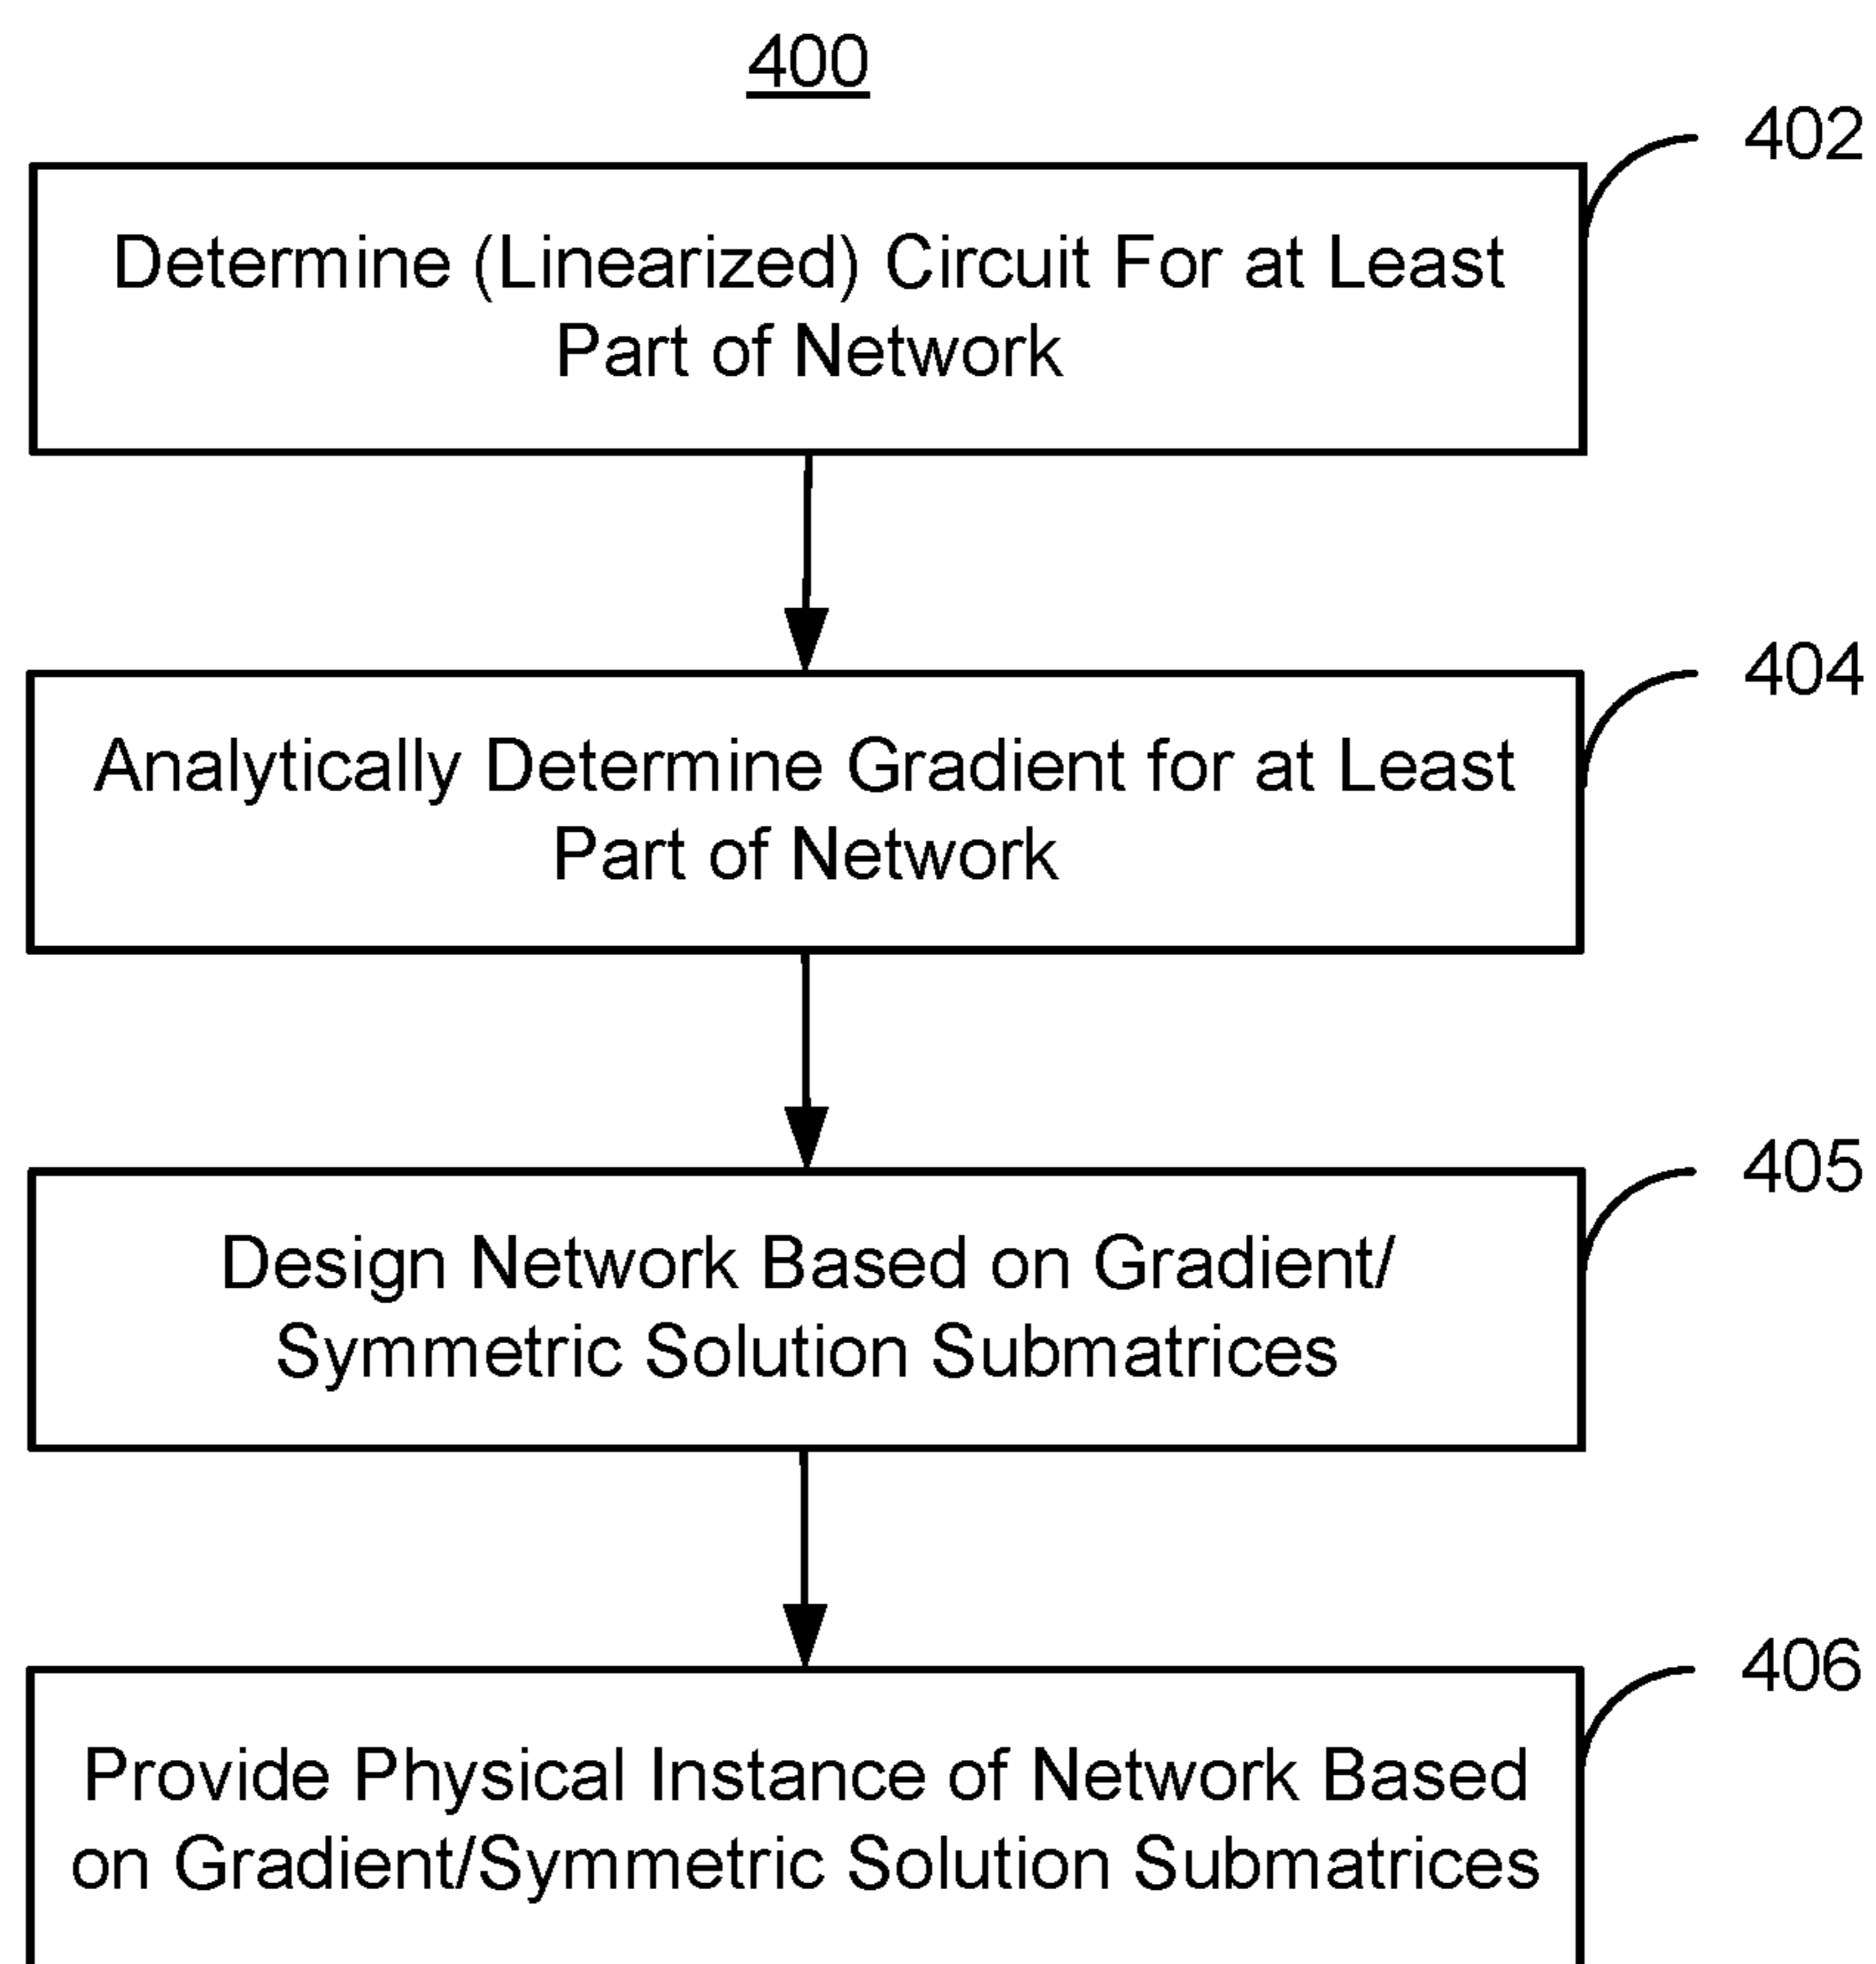 400
402
Determine (Linearized) Circuit For at Least
Part of Network
404
Analytically Determine Gradient for at Least
Part of Network
405
Design Network Based on Gradient/
Symmetric Solution Submatrices
406
Provide Physical Instance of Network Based
on Gradient/Symmetric Solution Submatrices